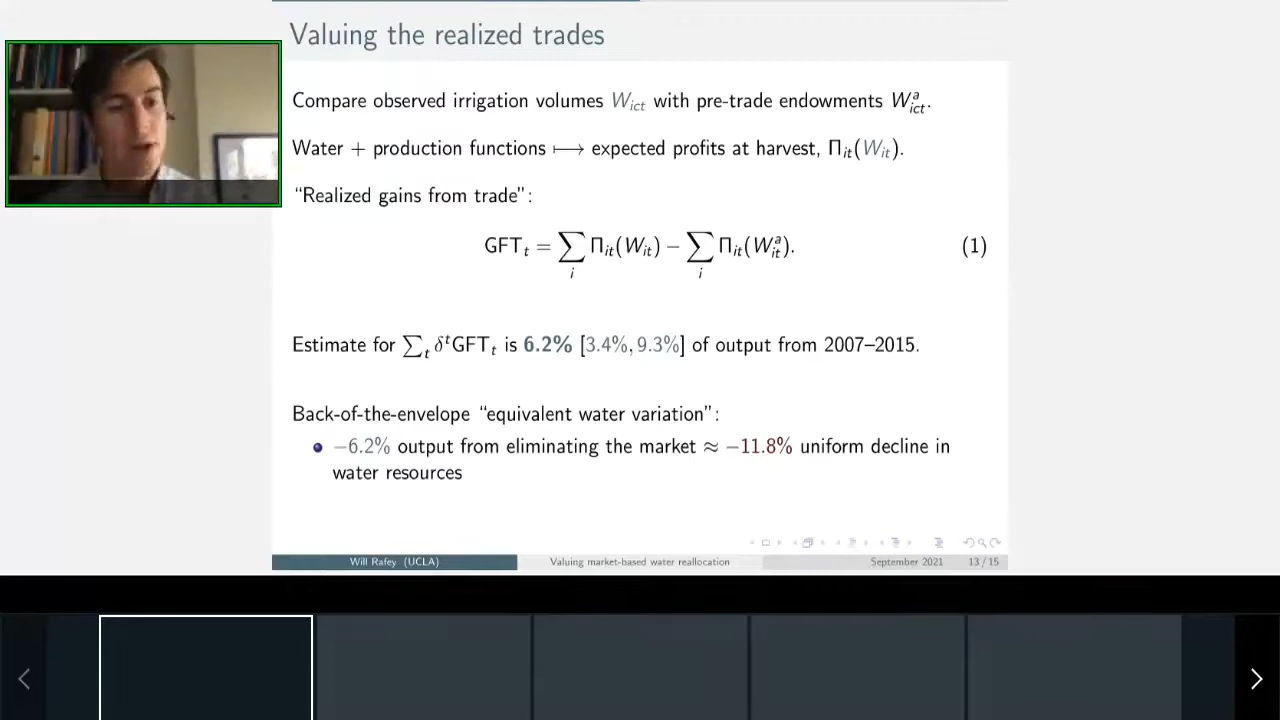 Valuing the realized trades
Compare observed irrigation volumes W_ict with pre-trade endowments W^a_ict.
Water + production functions ⟼ expected profits at harvest, Π_it(W_it).
“Realized gains from trade”:
GFT_t = ∑_i Π_it(W_it) − ∑_i Π_it(W^a_it). (1)
Estimate for ∑_t δ^t GFT_t is 6.2% [3.4%, 9.3%] of output from 2007–2015.
Back-of-the-envelope “equivalent water variation”:
−6.2% output from eliminating the market ≈ −11.8% uniform decline in
water resources
Will Rafey (UCLA) Valuing market-based water reallocation September 2021 13 / 15